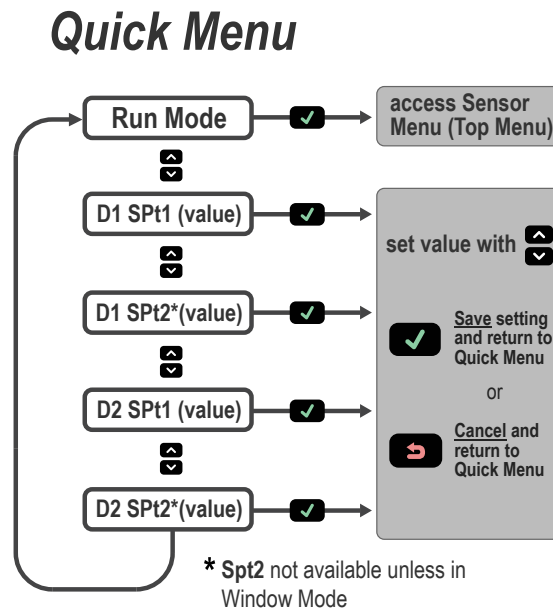 Quick Menu
Run Mode
access Sensor
Menu (Top Menu)
D1 SPt1 (value)
set value with
D1 SPt2*(value)
Save setting
and return to
Quick Menu
or
D2 SPt1 (value)
Cancel and
return to
Quick Menu
D2 SPt2*(value)
* Spt2 not available unless in
Window Mode